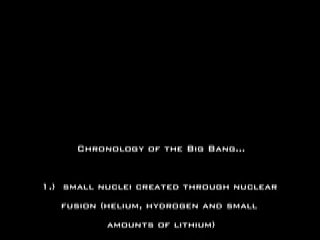 Chronology of the Big Bang...
1.) small nuclei created through nuclear
fusion (helium, hydrogen and small
amounts of lithium)